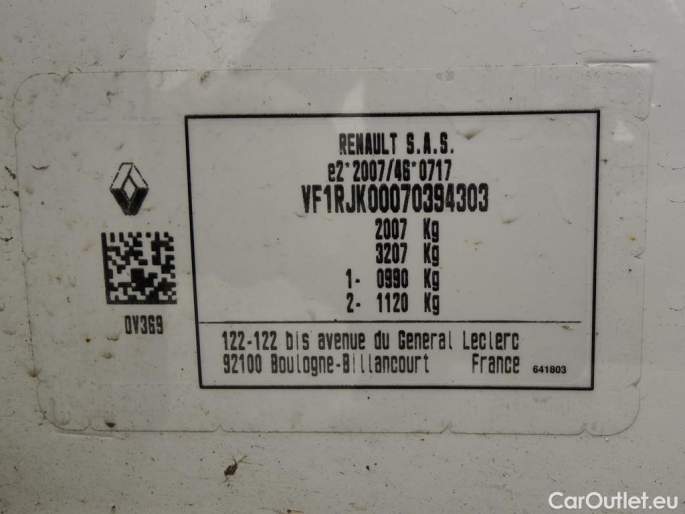 RENAULT S.A.S.
e2*2007/46*0717
VF1RJK00070394303
2007 Kg
3207 Kg
1- 0990 Kg
2- 1120 Kg
0V369
122-122 bis avenue du General Leclerc
92100 Boulogne-Billancourt France 641803
CarOutlet.eu